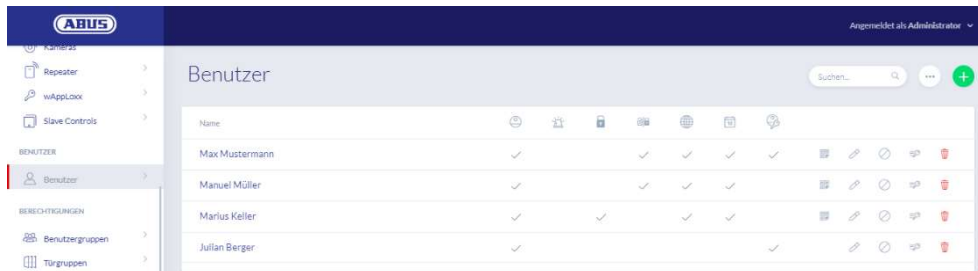 ABUS
Angemeldet als Administrator
Kameras
Repeater
wAppLoxx
Slave Controls
BENUTZER
Benutzer
BERECHTIGUNGEN
Benutzergruppen
Türgruppen
Benutzer
Suchen...
Name
Max Mustermann
Manuel Müller
Marius Keller
Julian Berger